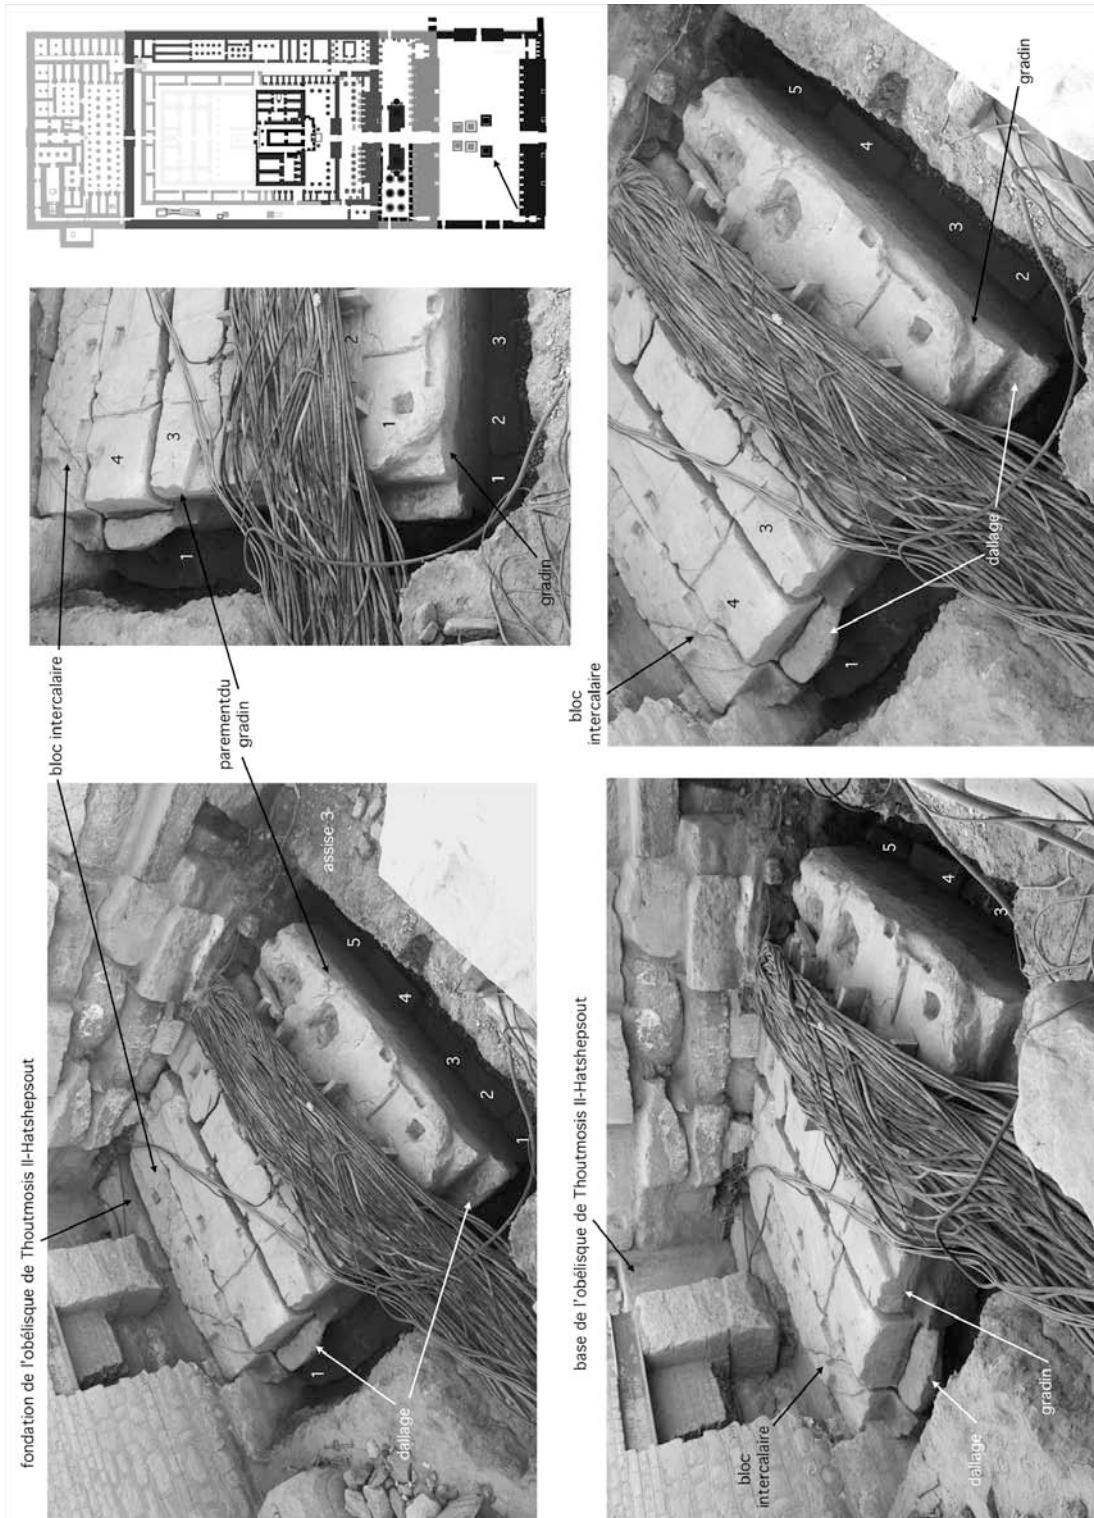 fondation de l'obélisque de Thoutmosis II-Hatshepsout
bloc intercalaire
parementdu
gradin
assise 3
5
4
3
2
1
1
dallage
4
3
2
1
1
1
2
3
gradin
base de l'obélisque de Thoutmosis II-Hatshepsout
bloc
intercalaire
5
4
3
dallage
gradin
bloc
intercalaire
4
3
1
dallage
5
4
3
2
gradin